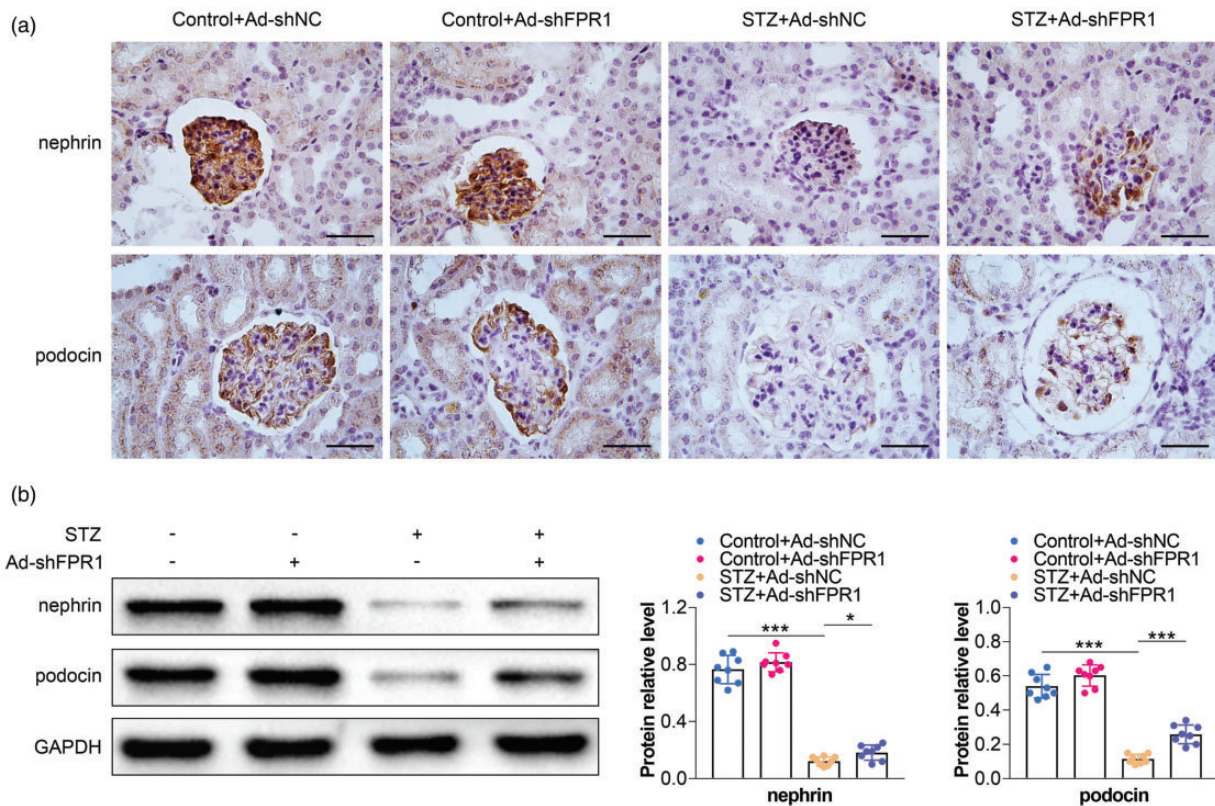 (a)
Control+Ad-shNC Control+Ad-shFPR1 STZ+Ad-shNC STZ+Ad-shFPR1
nephrin
podocin
(b)
STZ - - + +
Ad-shFPR1 - + - +
nephrin
podocin
GAPDH
Control+Ad-shNC
Control+Ad-shFPR1
STZ+Ad-shNC
STZ+Ad-shFPR1
Protein relative level
1.2
0.8
0.4
0.0
*** *
nephrin
Control+Ad-shNC
Control+Ad-shFPR1
STZ+Ad-shNC
STZ+Ad-shFPR1
Protein relative level
1.0
0.8
0.6
0.4
0.2
0.0
*** ***
podocin